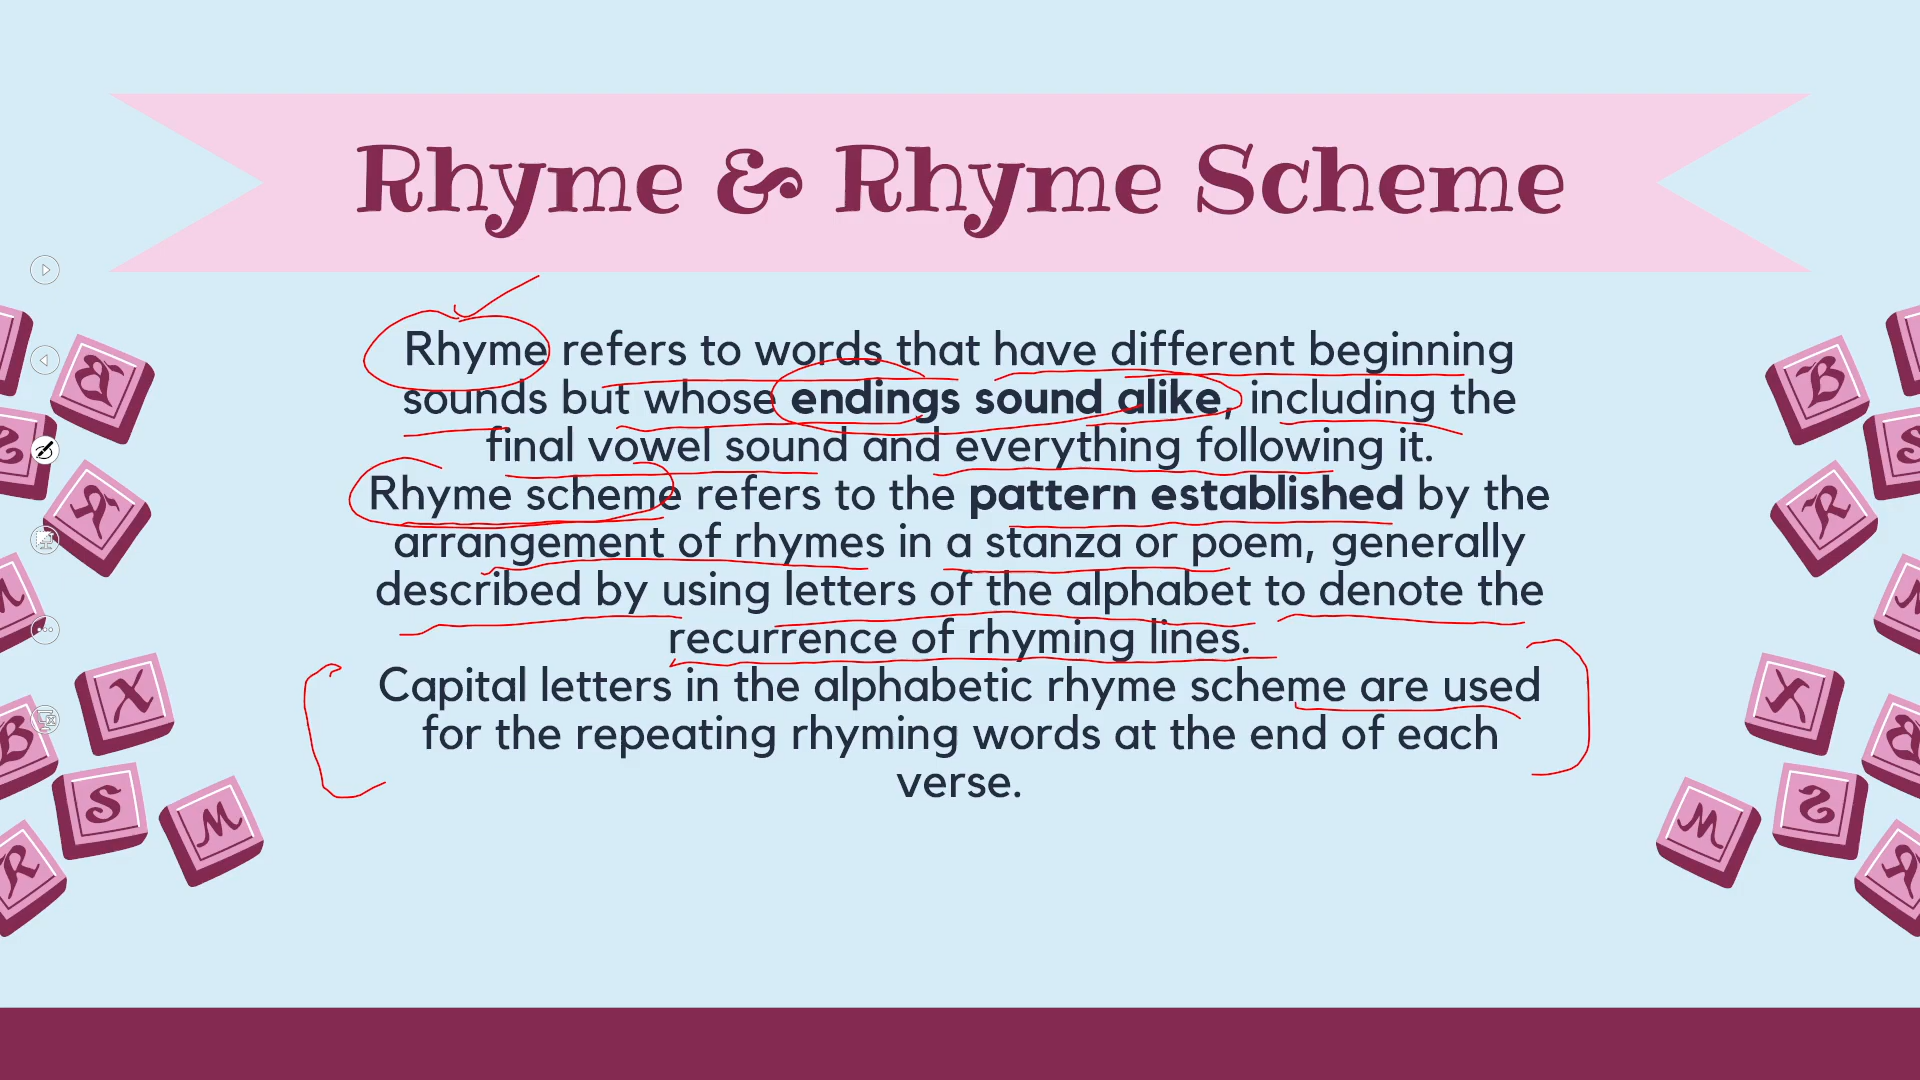 Rhyme & Rhyme Scheme
Rhyme refers to words that have different beginning
sounds but whose endings sound alike, including the
final vowel sound and everything following it.
Rhyme scheme refers to the pattern established by the
arrangement of rhymes in a stanza or poem, generally
described by using letters of the alphabet to denote the
recurrence of rhyming lines.
Capital letters in the alphabetic rhyme scheme are used
for the repeating rhyming words at the end of each
verse.
X
B
S
M
R
B
R
X
M